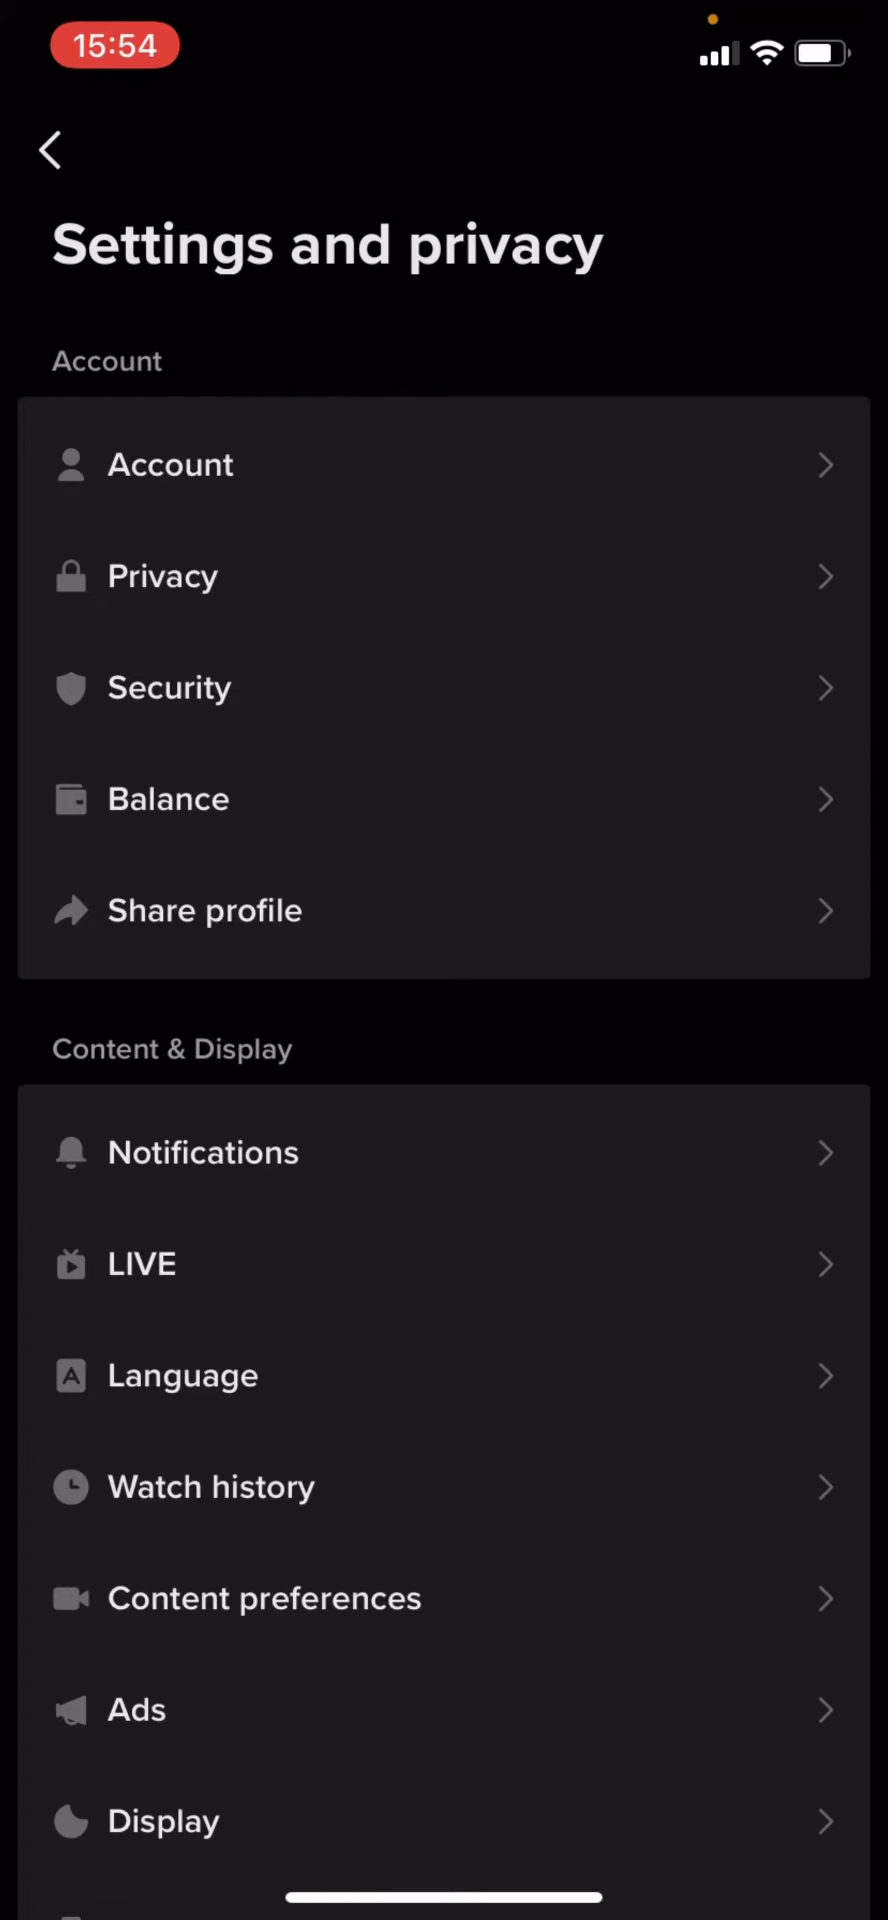 15:54
Settings and privacy
Account
Account
Privacy
Security
Balance
Share profile
Content & Display
Notifications
LIVE
Language
Watch history
Content preferences
Ads
Display